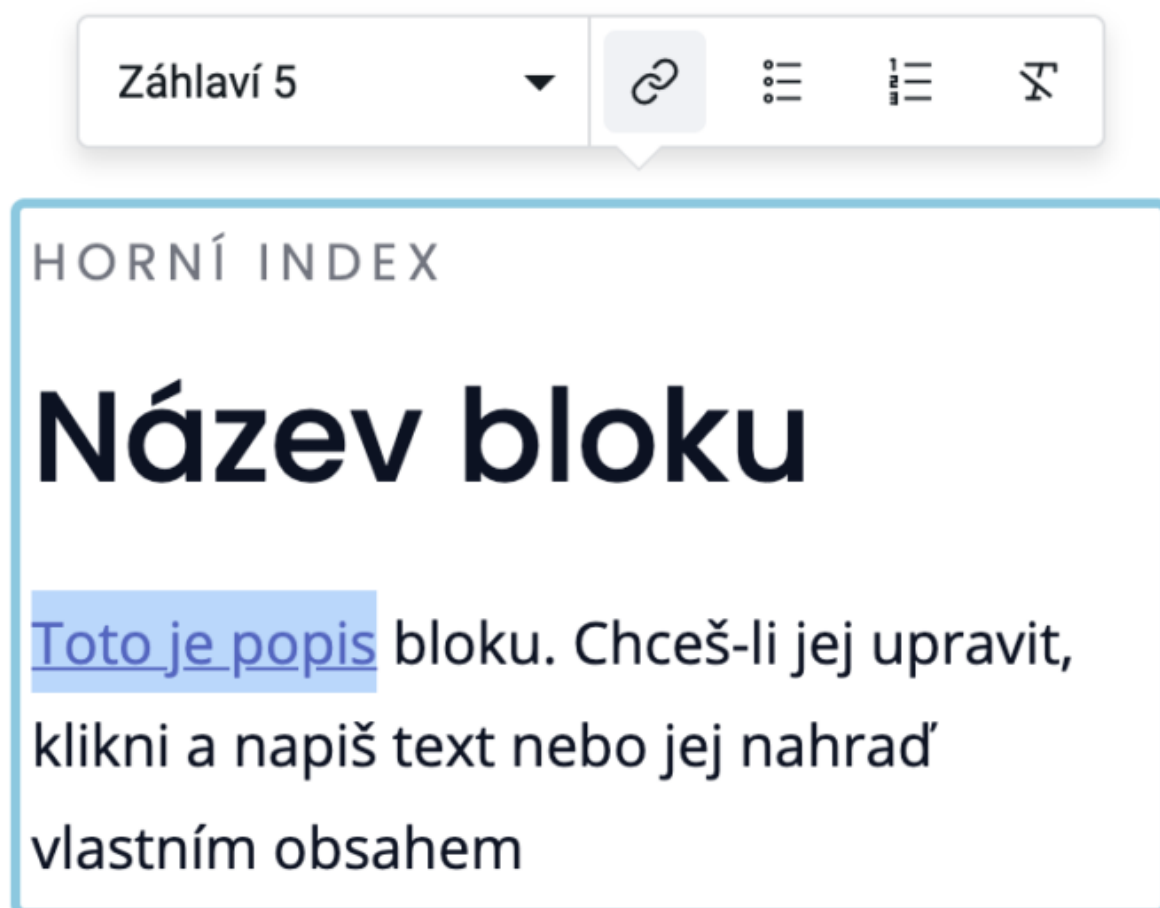 Záhlaví 5
HORNÍ INDEX
Název bloku
Toto je popis bloku. Chceš-li jej upravit,
klikni a napiš text nebo jej nahraď
vlastním obsahem